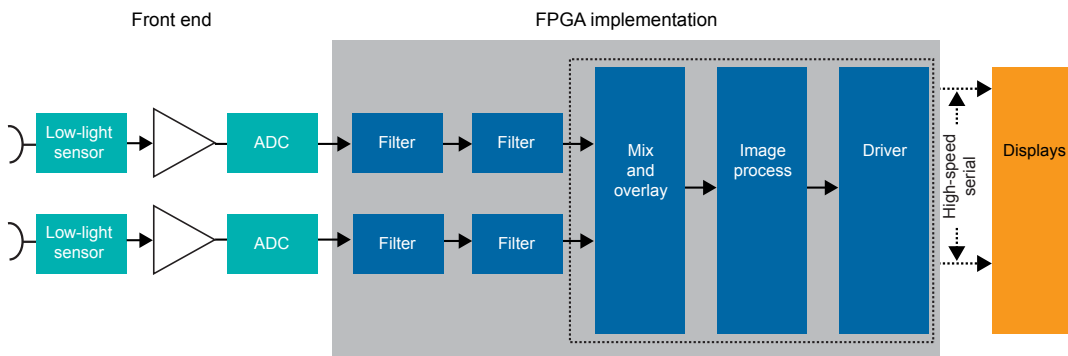 Front end
FPGA implementation
Low-light
sensor
ADC
Filter
Filter
Low-light
sensor
ADC
Filter
Filter
Mix
and
overlay
Image
process
Driver
High-speed
serial
Displays